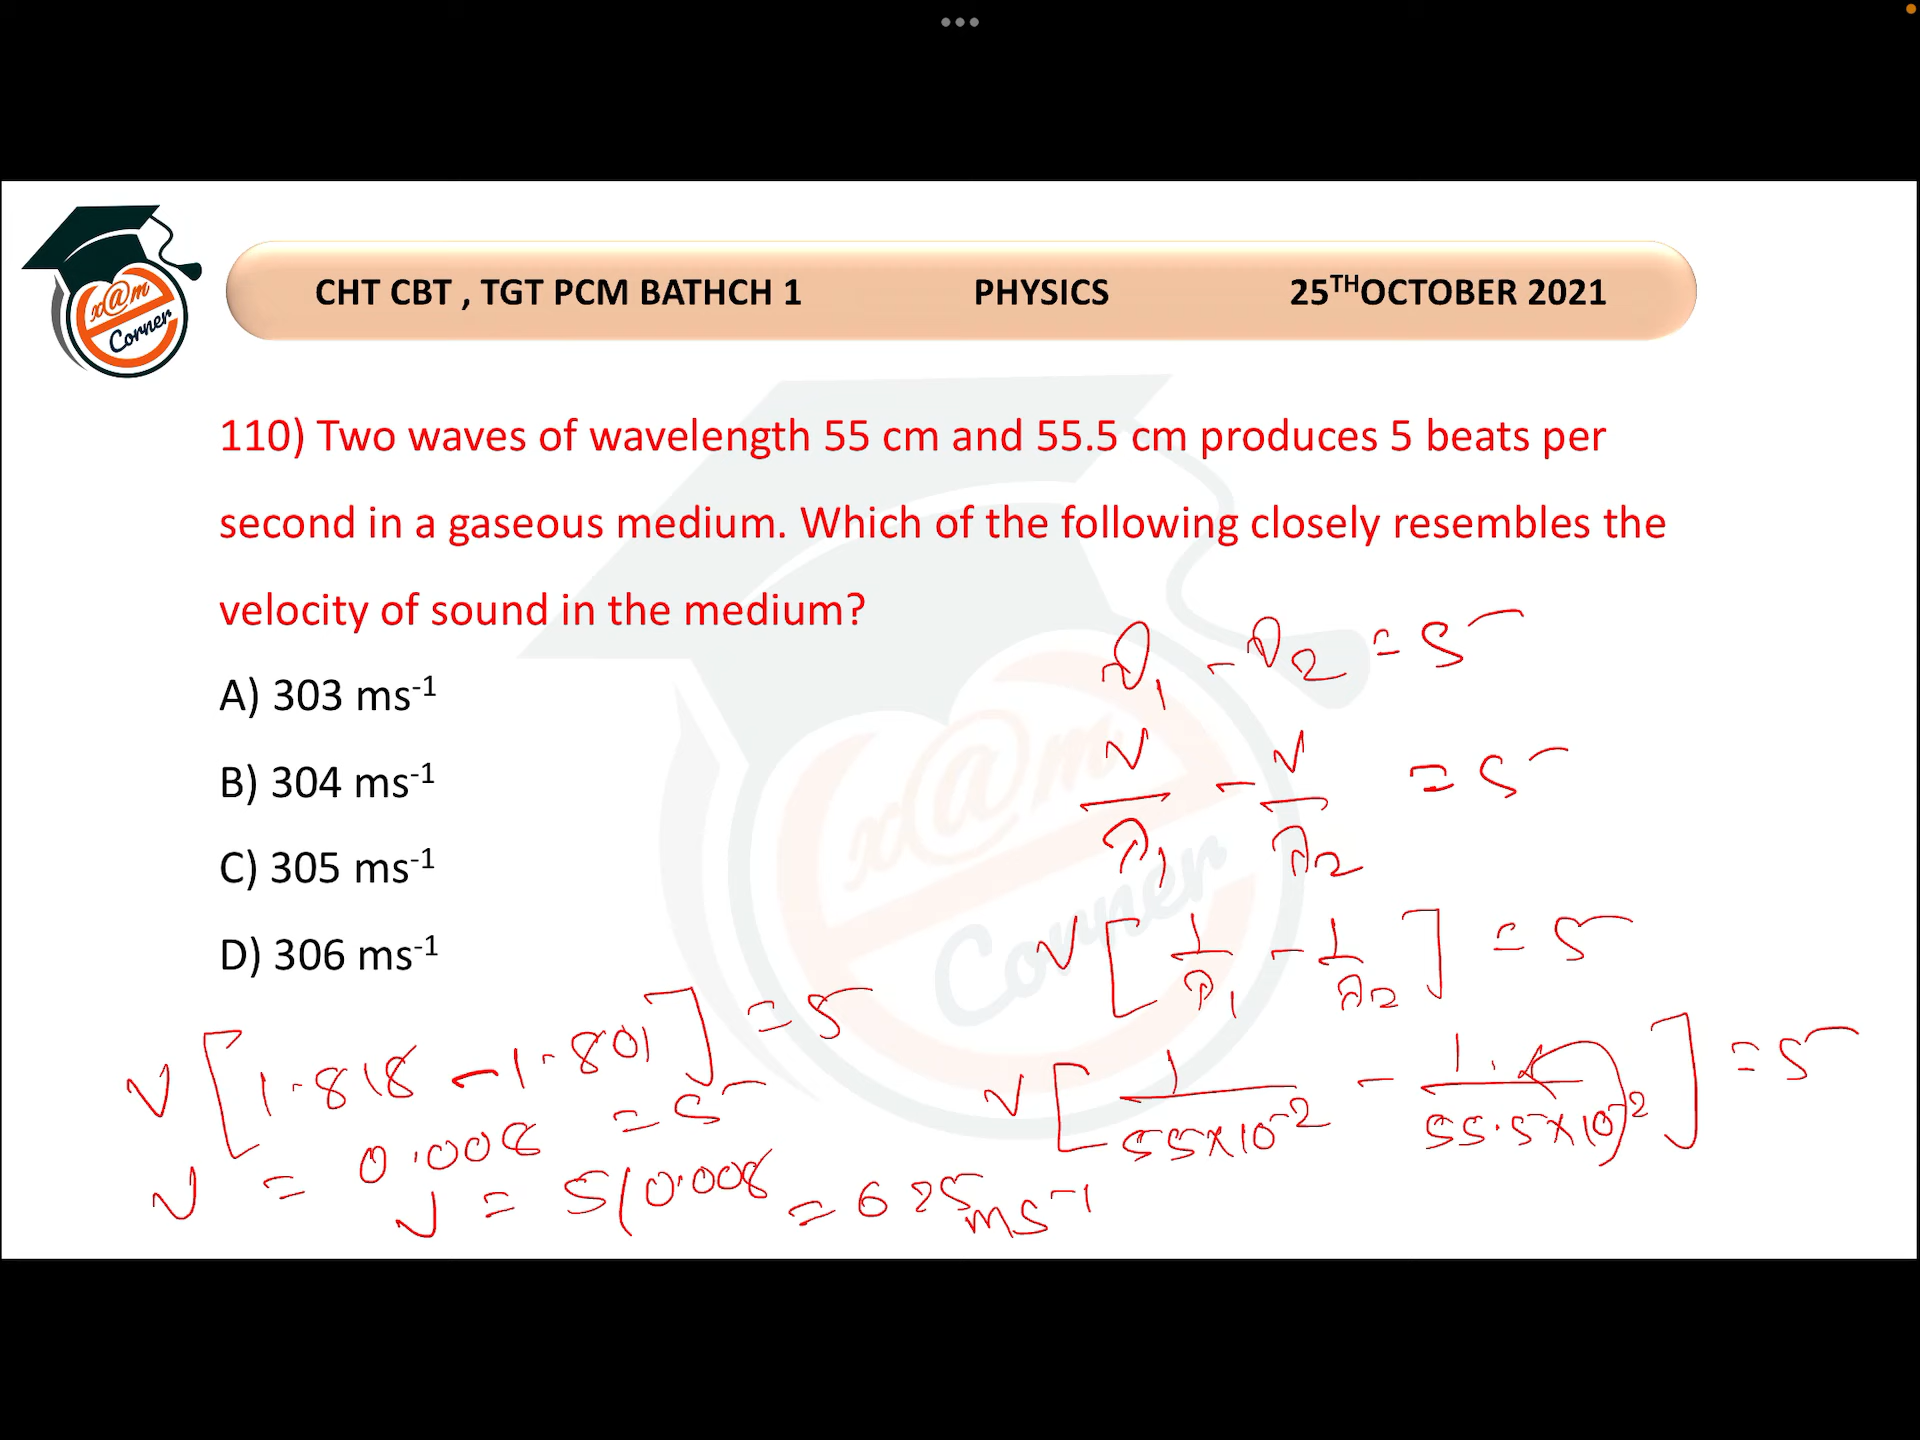 x@m
Corner
CHT CBT , TGT PCM BATHCH 1 PHYSICS 25THOCTOBER 2021
110) Two waves of wavelength 55 cm and 55.5 cm produces 5 beats per
second in a gaseous medium. Which of the following closely resembles the
velocity of sound in the medium?
A) 303 ms-1
B) 304 ms-1
C) 305 ms-1
D) 306 ms-1
x@m
Corner
ν1 - ν2 = 5
v/λ1 - v/λ2 = 5
v[1/λ1 - 1/λ2] = 5
v[1/55×10-2 - 1/55.5×10-2] = 5
v[1.818 - 1.801] = 5
v = 0.008 = 5
v = 5/0.008 = 625 ms-1